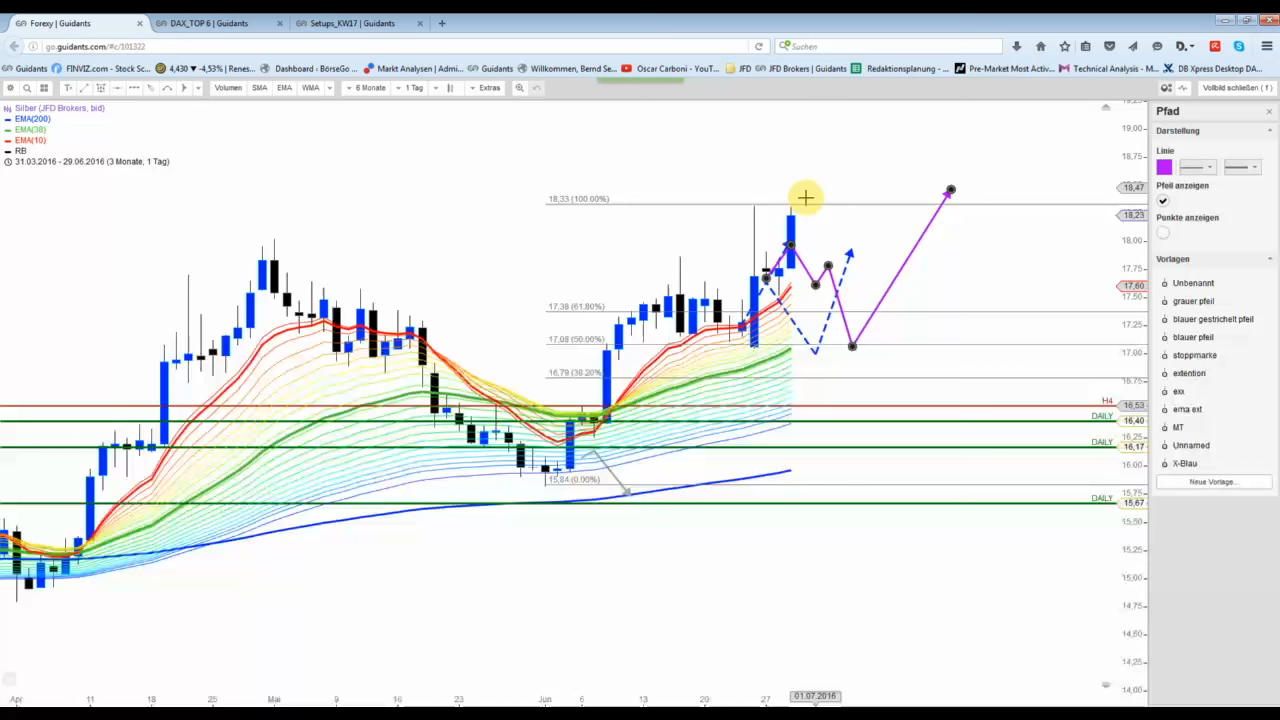 Forexy | Guidants
DAX_TOP 6 | Guidants
Setups_KW17 | Guidants
go.guidants.com/#c/101322
Suchen
Guidants
FINVIZ.com - Stock Sc...
4,430 ▼ -4,53% | Renes...
Dashboard - BörseGo ...
Markt Analysen | Admi...
Guidants
Willkommen, Bernd Se...
Oscar Carboni - YouT...
JFD
JFD Brokers | Guidants
Redaktionsplanung - ...
Pre-Market Most Activ...
Technical Analysis - M...
DB Xpress Desktop DA...
Volumen SMA EMA WMA 6 Monate 1 Tag Extras
Vollbild schließen ( f )
Silber (JFD Brokers, bid)
EMA(200)
EMA(38)
EMA(10)
RB
31.03.2016 - 29.06.2016 (3 Monate, 1 Tag)
18,33 (100.00%)
17,38 (61.80%)
17,08 (50.00%)
16,79 (38.20%)
15,84 (0.00%)
H4
DAILY
DAILY
DAILY
19,25
19,00
18,75
18,47
18,23
18,00
17,75
17,60
17,50
17,25
17,00
16,75
16,53
16,40
16,25
16,17
16,00
15,75
15,67
15,50
15,25
15,00
14,75
14,50
14,25
14,00
Apr 11 18 25 Mai 9 16 23 Jun 6 13 20 27 01.07.2016
Pfad
Darstellung
Linie
Pfeil anzeigen
Punkte anzeigen
Vorlagen
Unbenannt
grauer pfeil
blauer gestrichelt pfeil
blauer pfeil
stoppmarke
extention
exx
ema ext
MT
Unnamed
X-Blau
Neue Vorlage...